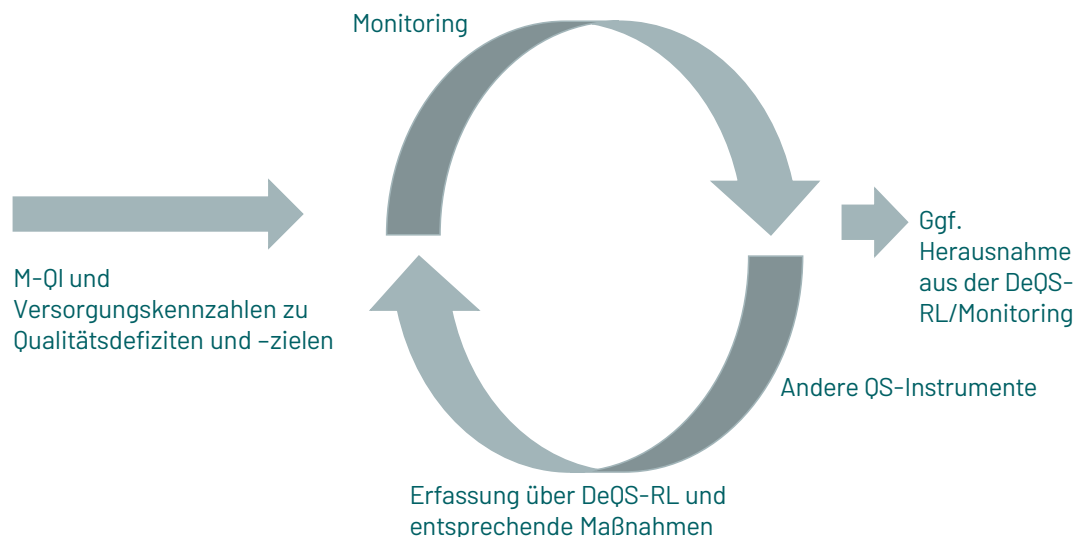 Monitoring
M-QI und
Versorgungskennzahlen zu
Qualitätsdefiziten und –zielen
Ggf.
Herausnahme
aus der DeQS-
RL/Monitoring
Andere QS-Instrumente
Erfassung über DeQS-RL und
entsprechende Maßnahmen